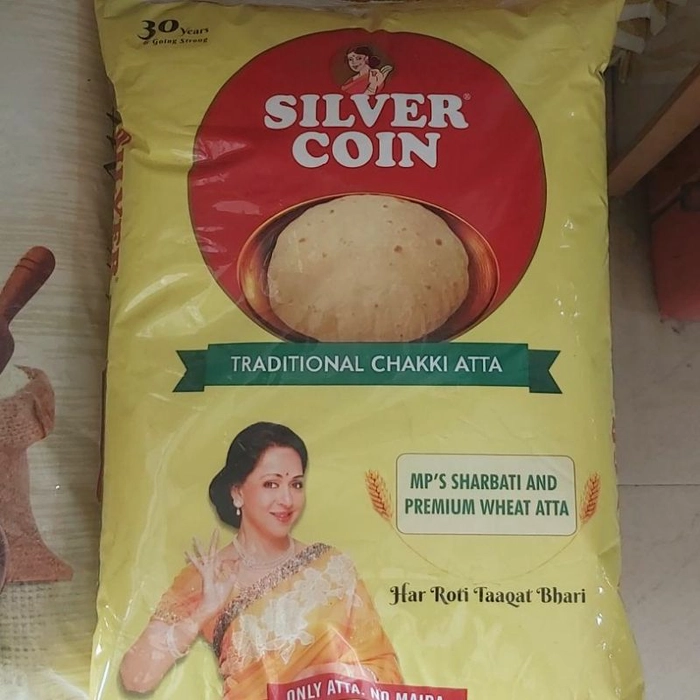 30 Years
& Going Strong
SILVER®
COIN
TRADITIONAL CHAKKI ATTA
MP'S SHARBATI AND
PREMIUM WHEAT ATTA
Har Roti Taaqat Bhari
ONLY ATTA. NO MAIDA